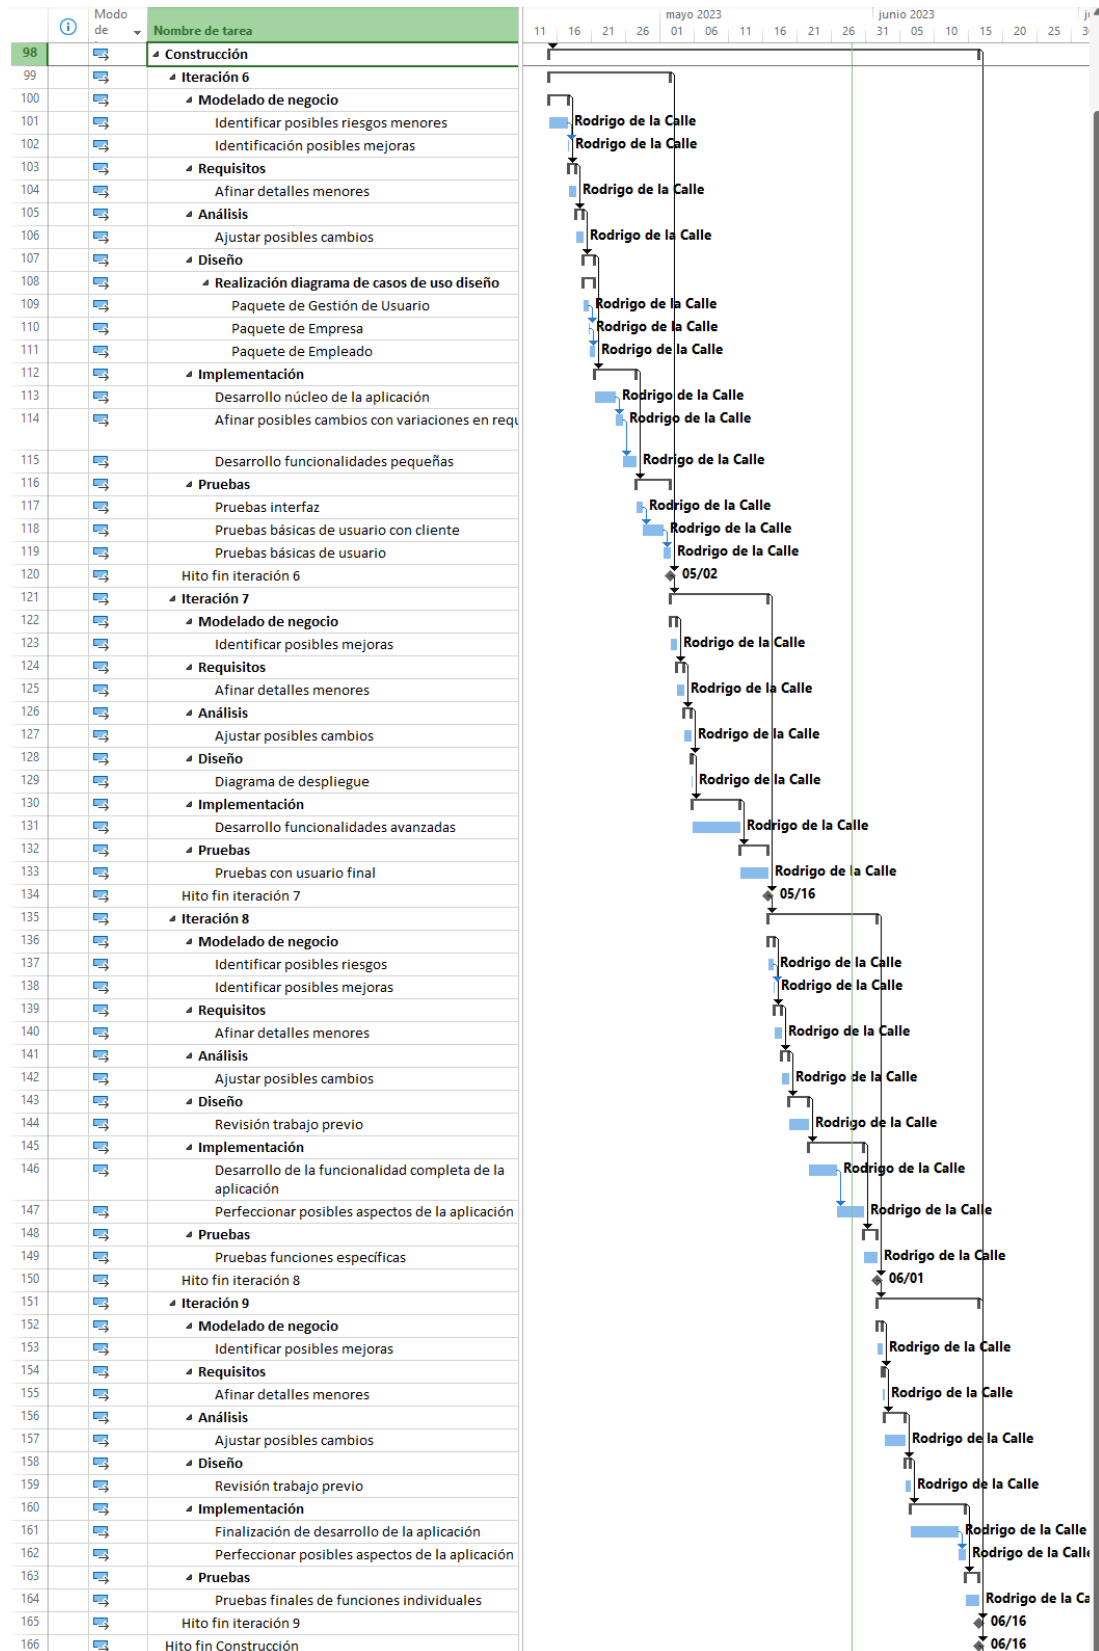 Modo de
Nombre de tarea
mayo 2023
junio 2023
11 16 21 26 01 06 11 16 21 26 31 05 10 15 20 25
98 Construcción
99 Iteración 6
100 Modelado de negocio
101 Identificar posibles riesgos menores Rodrigo de la Calle
102 Identificación posibles mejoras Rodrigo de la Calle
103 Requisitos
104 Afinar detalles menores Rodrigo de la Calle
105 Análisis
106 Ajustar posibles cambios Rodrigo de la Calle
107 Diseño
108 Realización diagrama de casos de uso diseño
109 Paquete de Gestión de Usuario Rodrigo de la Calle
110 Paquete de Empresa Rodrigo de la Calle
111 Paquete de Empleado Rodrigo de la Calle
112 Implementación
113 Desarrollo núcleo de la aplicación Rodrigo de la Calle
114 Afinar posibles cambios con variaciones en requ Rodrigo de la Calle
115 Desarrollo funcionalidades pequeñas Rodrigo de la Calle
116 Pruebas
117 Pruebas interfaz Rodrigo de la Calle
118 Pruebas básicas de usuario con cliente Rodrigo de la Calle
119 Pruebas básicas de usuario Rodrigo de la Calle
120 Hito fin iteración 6 05/02
121 Iteración 7
122 Modelado de negocio
123 Identificar posibles mejoras Rodrigo de la Calle
124 Requisitos
125 Afinar detalles menores Rodrigo de la Calle
126 Análisis
127 Ajustar posibles cambios Rodrigo de la Calle
128 Diseño
129 Diagrama de despliegue Rodrigo de la Calle
130 Implementación
131 Desarrollo funcionalidades avanzadas Rodrigo de la Calle
132 Pruebas
133 Pruebas con usuario final Rodrigo de la Calle
134 Hito fin iteración 7 05/16
135 Iteración 8
136 Modelado de negocio
137 Identificar posibles riesgos Rodrigo de la Calle
138 Identificar posibles mejoras Rodrigo de la Calle
139 Requisitos
140 Afinar detalles menores Rodrigo de la Calle
141 Análisis
142 Ajustar posibles cambios Rodrigo de la Calle
143 Diseño
144 Revisión trabajo previo Rodrigo de la Calle
145 Implementación
146 Desarrollo de la funcionalidad completa de la Rodrigo de la Calle
aplicación
147 Perfeccionar posibles aspectos de la aplicación Rodrigo de la Calle
148 Pruebas
149 Pruebas funciones específicas Rodrigo de la Calle
150 Hito fin iteración 8 06/01
151 Iteración 9
152 Modelado de negocio
153 Identificar posibles mejoras Rodrigo de la Calle
154 Requisitos
155 Afinar detalles menores Rodrigo de la Calle
156 Análisis
157 Ajustar posibles cambios Rodrigo de la Calle
158 Diseño
159 Revisión trabajo previo Rodrigo de la Calle
160 Implementación
161 Finalización de desarrollo de la aplicación Rodrigo de la Calle
162 Perfeccionar posibles aspectos de la aplicación Rodrigo de la Calle
163 Pruebas
164 Pruebas finales de funciones individuales Rodrigo de la Ca
165 Hito fin iteración 9 06/16
166 Hito fin Construcción 06/16